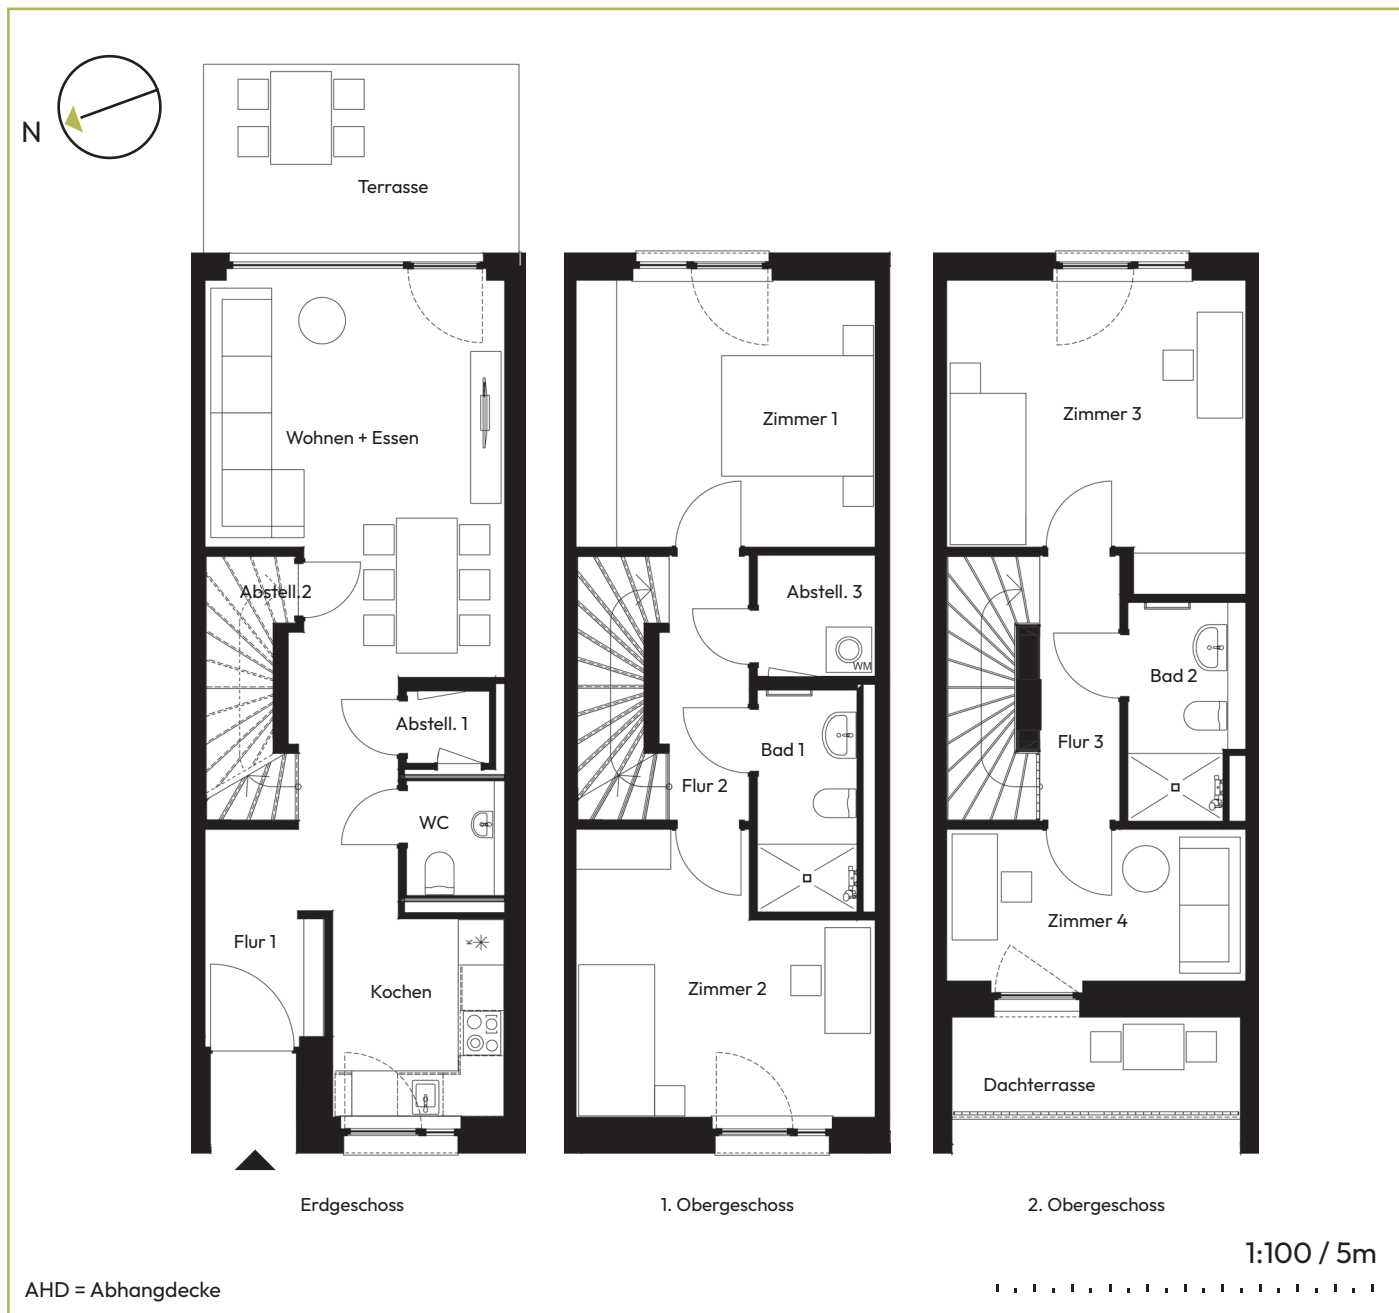 N
Terrasse
Wohnen + Essen
Abstell.2
Abstell. 1
WC
Flur 1
K
Kochen
Erdgeschoss
Zimmer 1
Abstell. 3
WM
Bad 1
Flur 2
Zimmer 2
1. Obergeschoss
Zimmer 3
Bad 2
Flur 3
Zimmer 4
Dachterrasse
2. Obergeschoss
1:100 / 5m
AHD = Abhangdecke